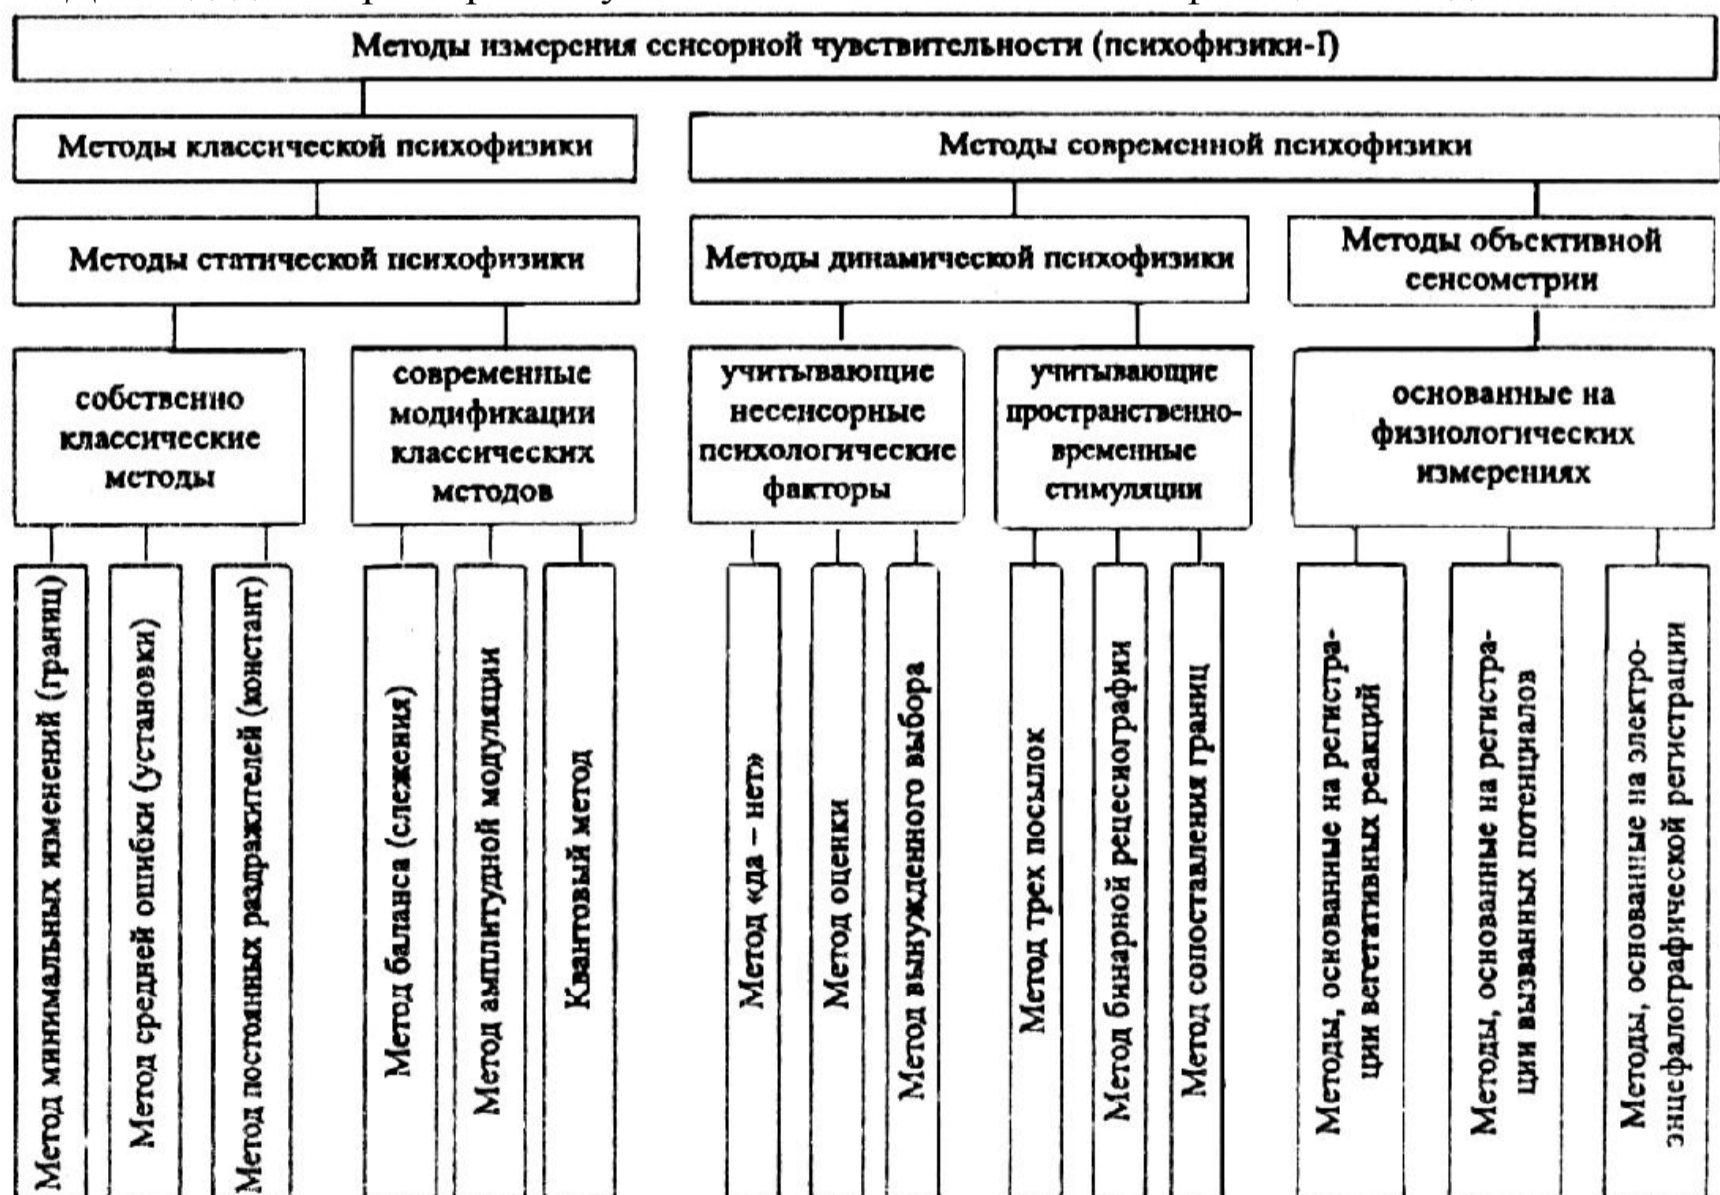 Методы измерения сенсорной чувствительности (психофизики-I)
Методы классической психофизики
Методы современной психофизики
Методы статической психофизики
Методы динамической психофизики
Методы объективной
сенсометрии
собственно
классические
методы
современные
модификации
классических
методов
учитывающие
несенсорные
психологические
факторы
учитывающие
пространственно-
временные
стимуляции
основанные на
физиологических
измерениях
Метод минимальных изменений (границ)
Метод средней ошибки (установки)
Метод постоянных раздражителей (констант)
Метод баланса (слежения)
Метод амплитудной модуляции
Квантовый метод
Метод «да – нет»
Метод оценки
Метод вынужденного выбора
Метод трех посылок
Метод бинарной рецесиографии
Метод сопоставления границ
Методы, основанные на регистра-
ции вегетативных реакций
Методы, основанные на регистра-
ции вызванных потенциалов
Методы, основанные на электро-
энцефалографической регистрации